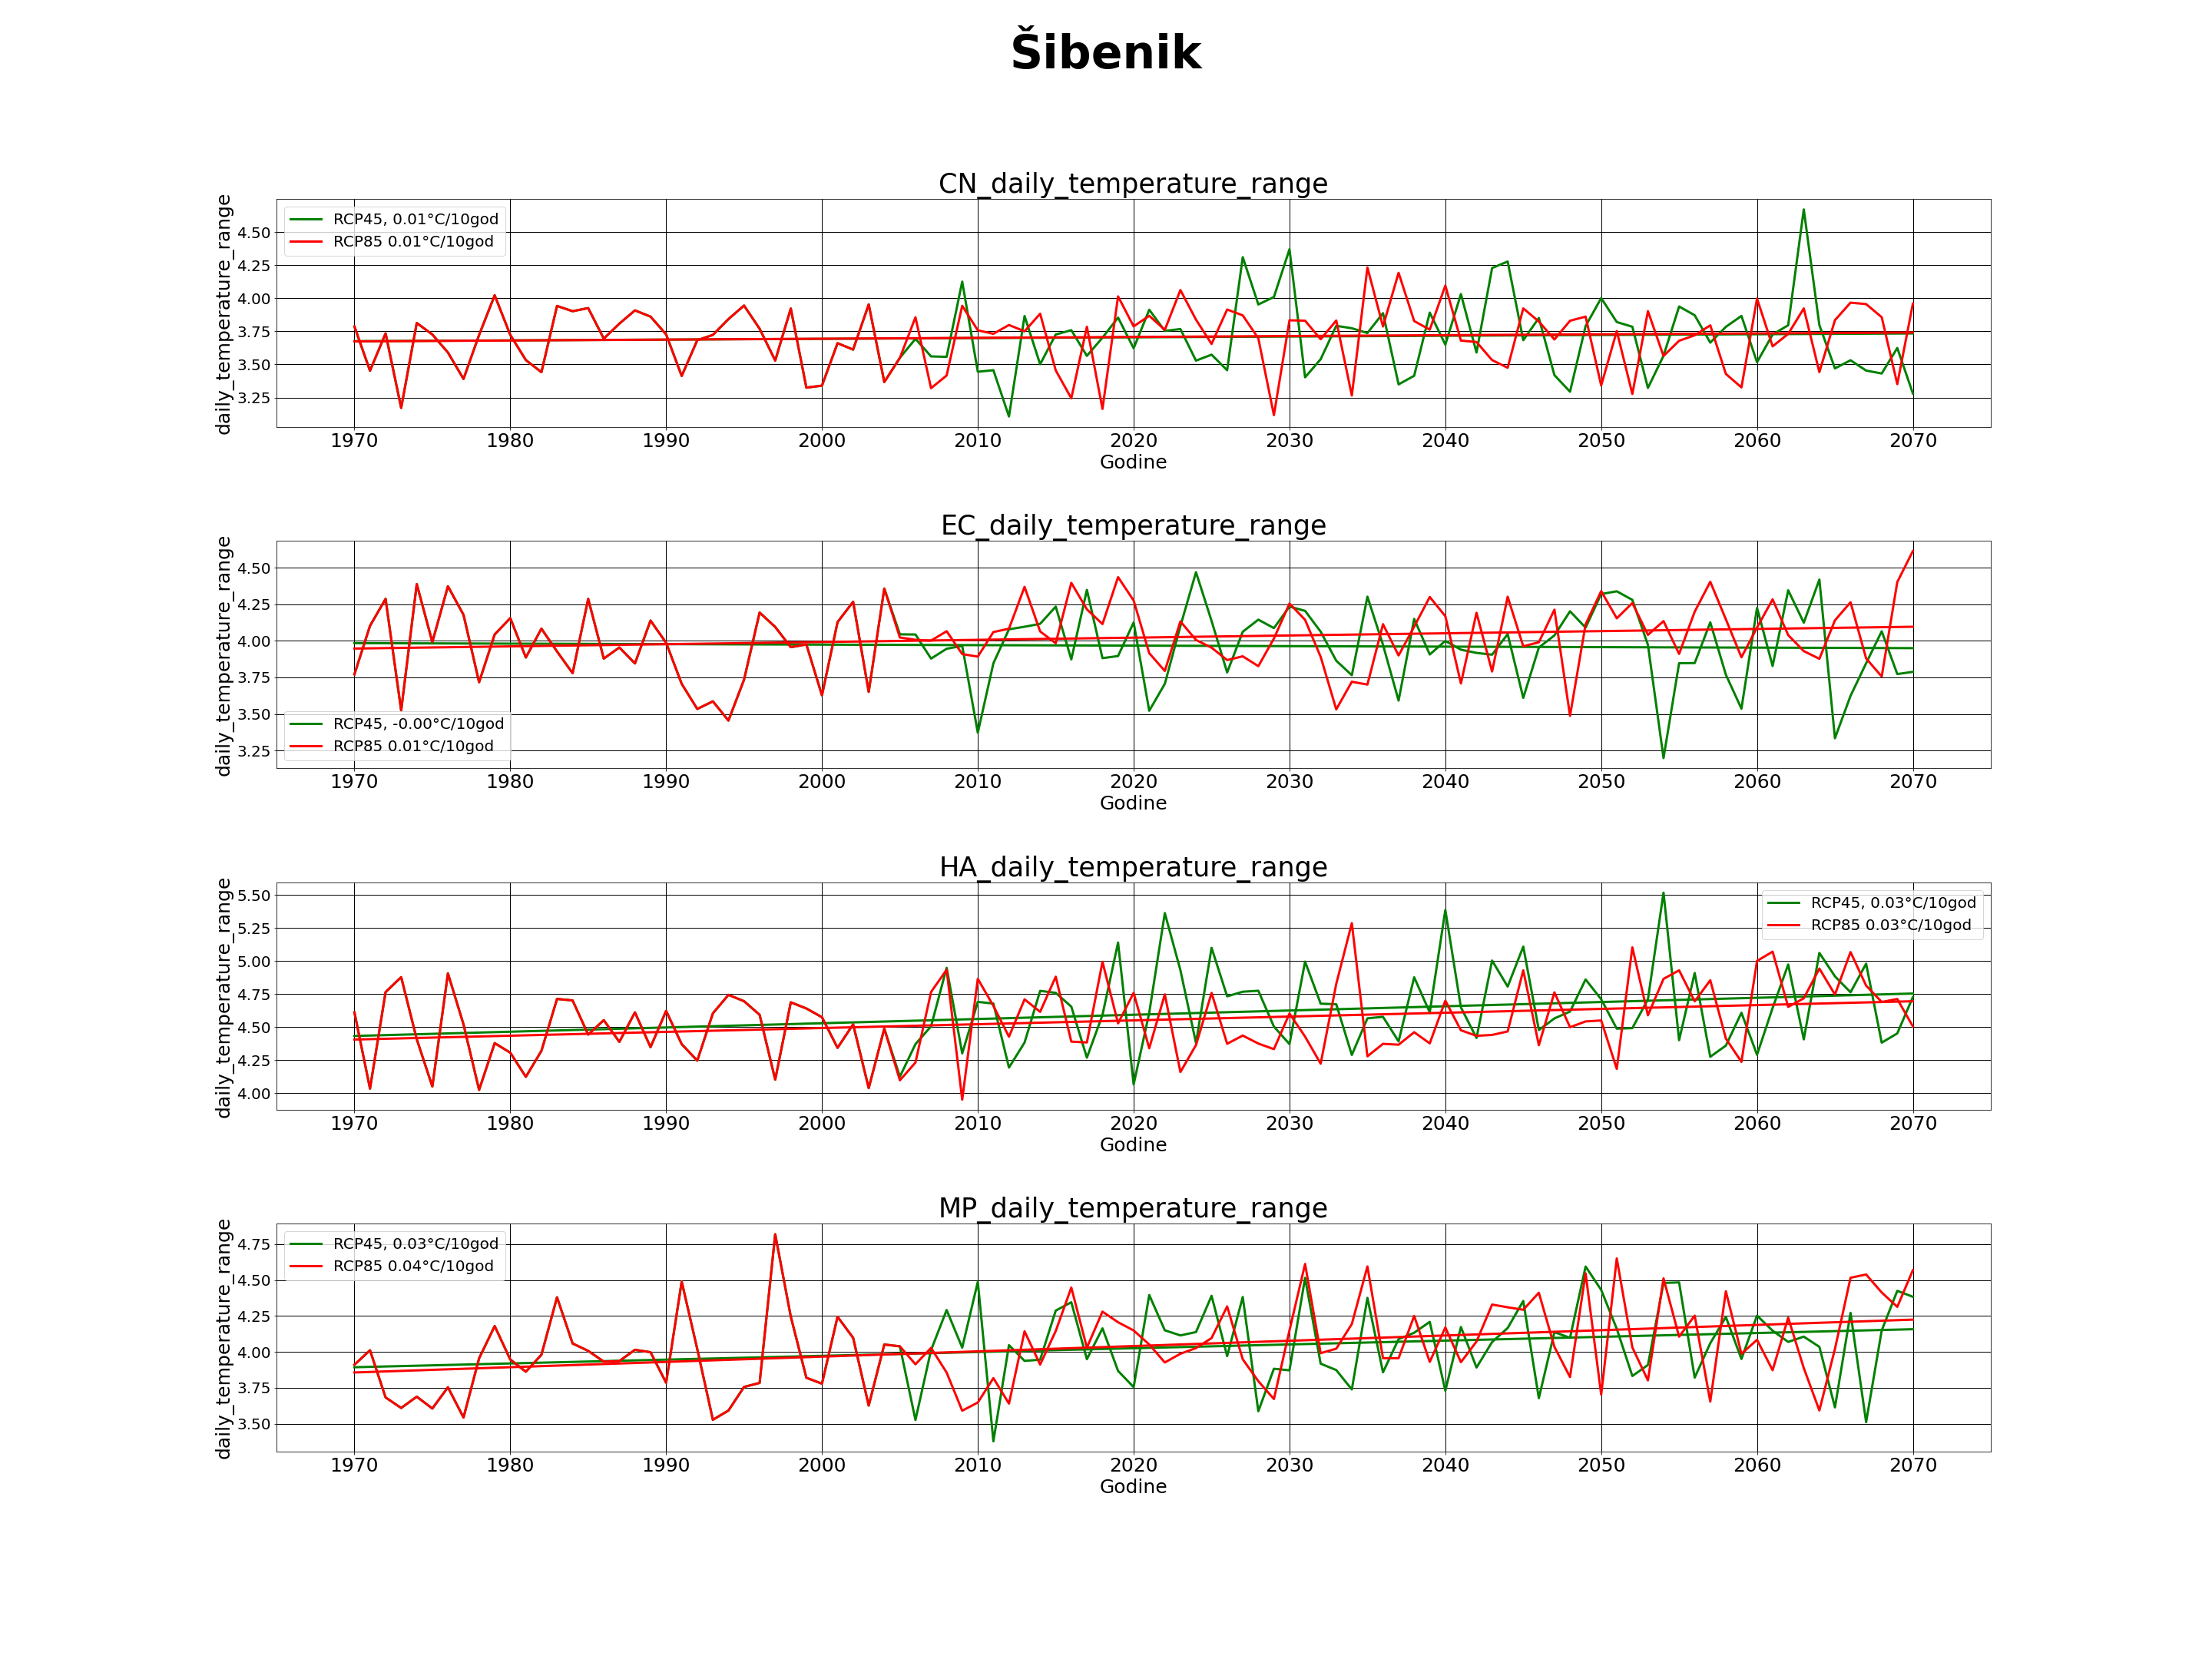 Šibenik
CN_daily_temperature_range
daily_temperature_range
RCP45, 0.01°C/10god
RCP85 0.01°C/10god
4.50
4.25
4.00
3.75
3.50
3.25
1970 1980 1990 2000 2010 2020 2030 2040 2050 2060 2070
Godine
EC_daily_temperature_range
daily_temperature_range
4.50
4.25
4.00
3.75
3.50
3.25
RCP45, -0.00°C/10god
RCP85 0.01°C/10god
1970 1980 1990 2000 2010 2020 2030 2040 2050 2060 2070
Godine
HA_daily_temperature_range
daily_temperature_range
5.50
5.25
5.00
4.75
4.50
4.25
4.00
RCP45, 0.03°C/10god
RCP85 0.03°C/10god
1970 1980 1990 2000 2010 2020 2030 2040 2050 2060 2070
Godine
MP_daily_temperature_range
daily_temperature_range
RCP45, 0.03°C/10god
RCP85 0.04°C/10god
4.75
4.50
4.25
4.00
3.75
3.50
1970 1980 1990 2000 2010 2020 2030 2040 2050 2060 2070
Godine